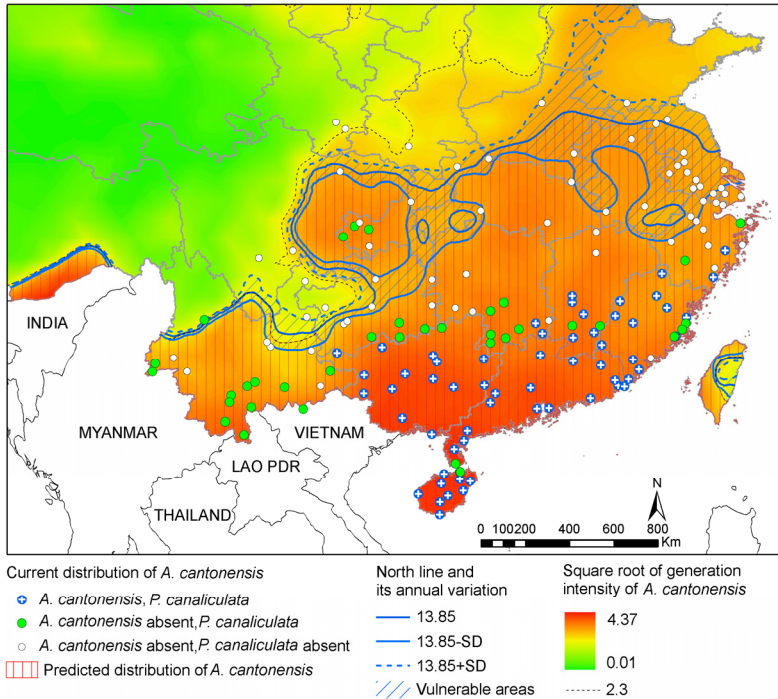 INDIA
MYANMAR
VIETNAM
LAO PDR
THAILAND
N
0 100 200 400 600 800
Km
Current distribution of A. cantonensis
A. cantonensis, P. canaliculata
A. cantonensis absent, P. canaliculata
A. cantonensis absent, P. canaliculata absent
Predicted distribution of A. cantonensis
North line and
its annual variation
13.85
13.85-SD
13.85+SD
Vulnerable areas
Square root of generation
intensity of A. cantonensis
4.37
0.01
2.3